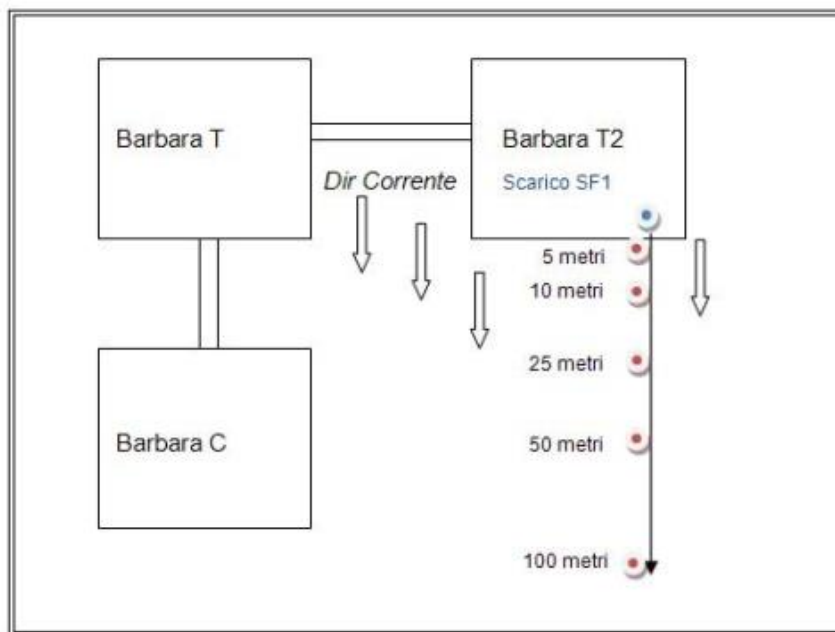 Barbara T
Barbara T2
Dir Corrente
Scarico SF1
5 metri
10 metri
25 metri
Barbara C
50 metri
100 metri